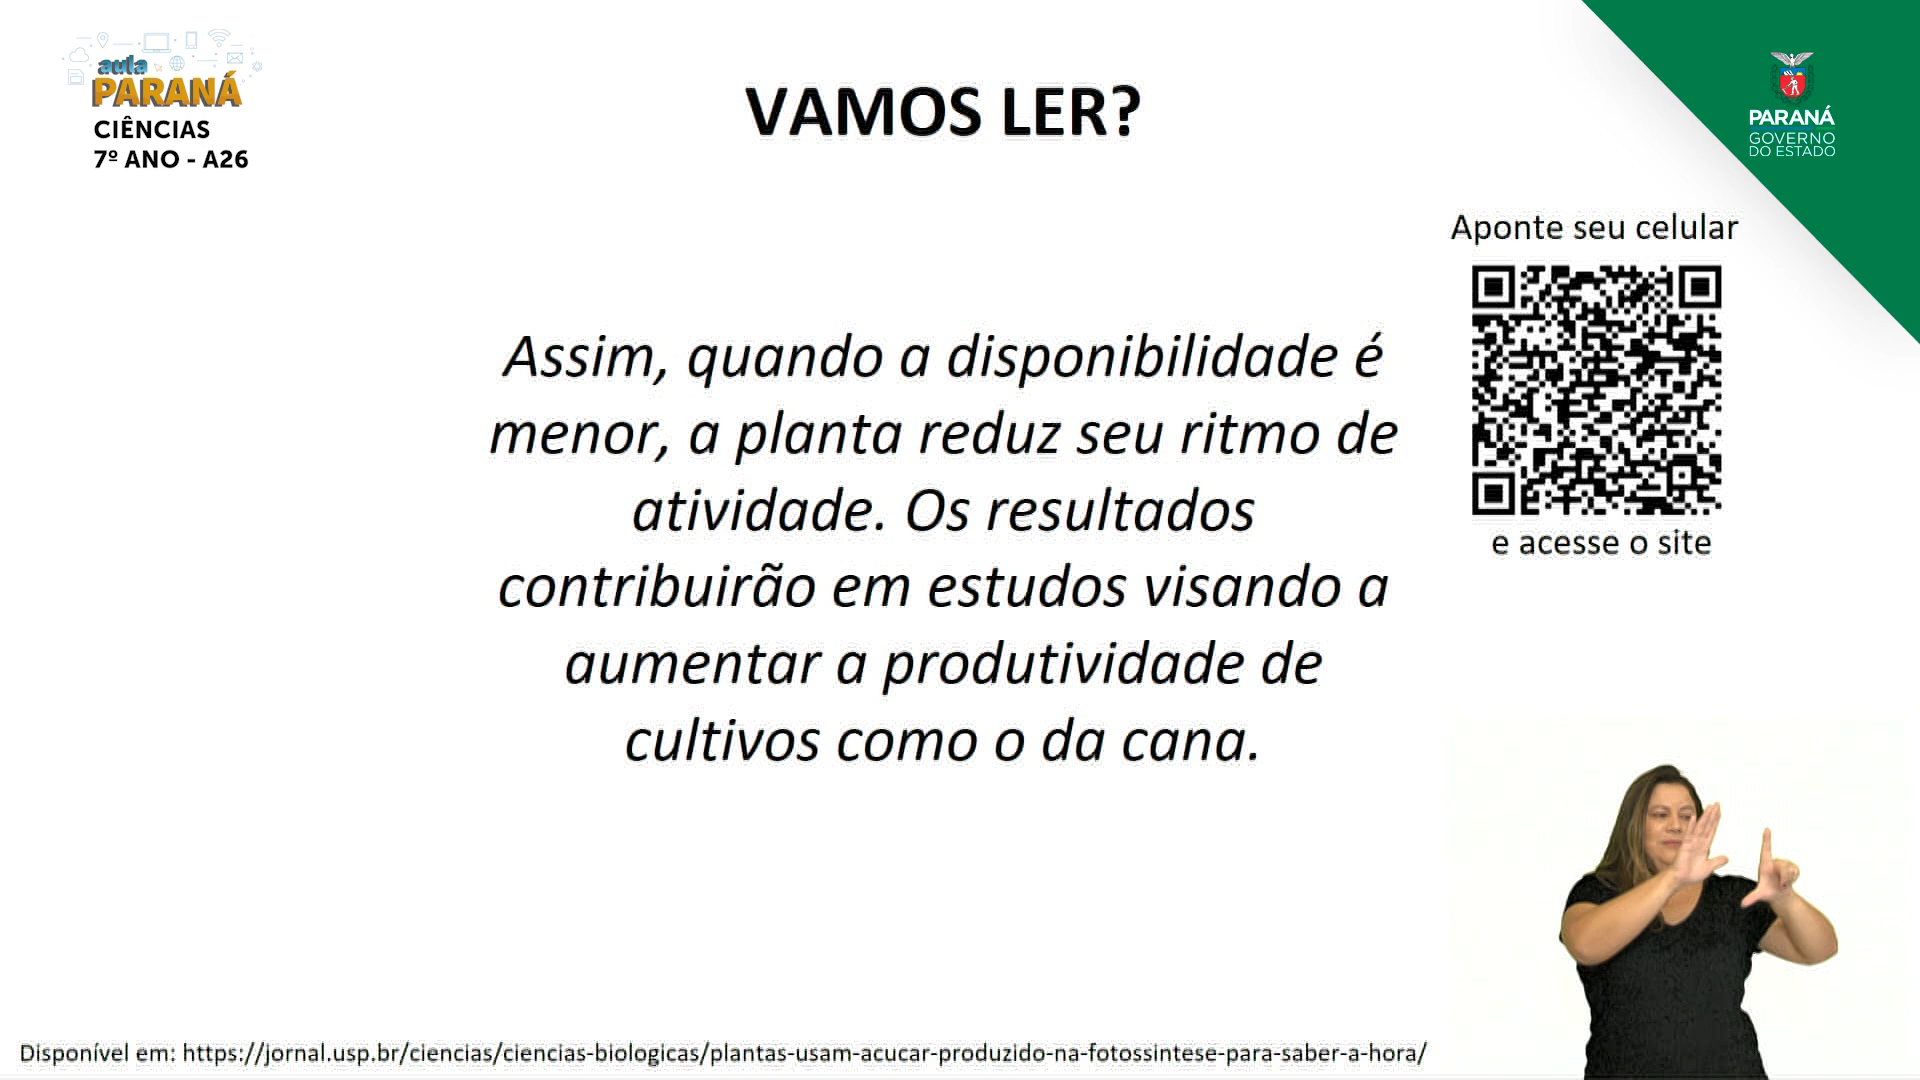 aula
PARANÁ
CIÊNCIAS
7º ANO - A26
VAMOS LER?
PARANÁ
GOVERNO
DO ESTADO
Aponte seu celular
e acesse o site
Assim, quando a disponibilidade é
menor, a planta reduz seu ritmo de
atividade. Os resultados
contribuirão em estudos visando a
aumentar a produtividade de
cultivos como o da cana.
Disponível em: https://jornal.usp.br/ciencias/ciencias-biologicas/plantas-usam-acucar-produzido-na-fotossintese-para-saber-a-hora/